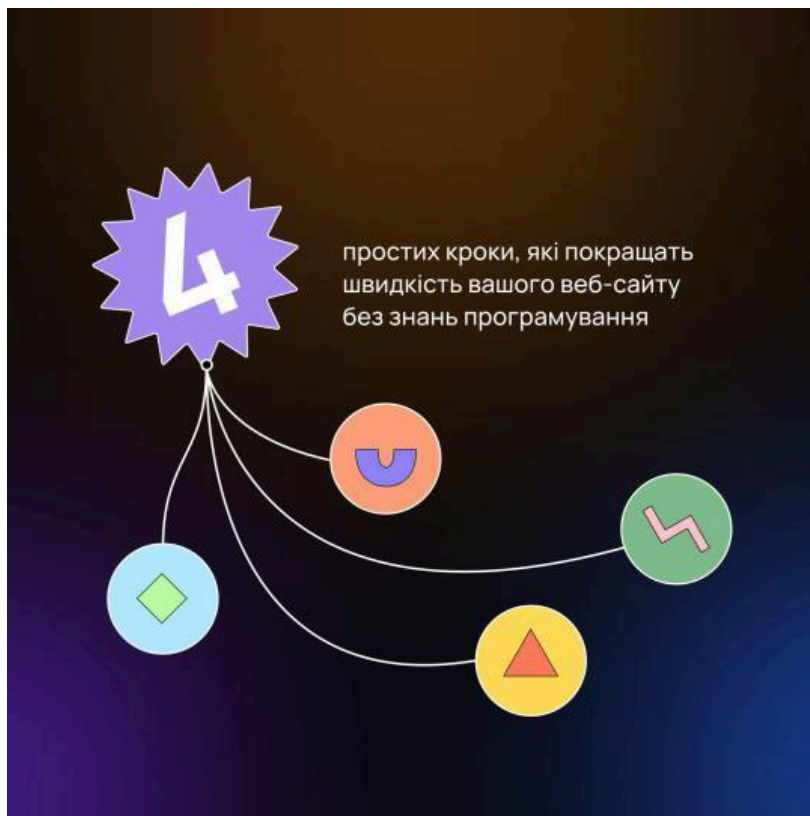 4
простих кроки, які покращать
швидкість вашого веб-сайту
без знань програмування